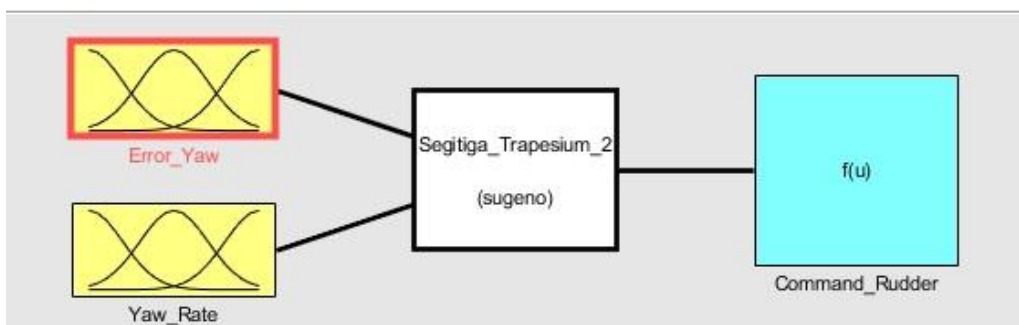 Error_Yaw
Segitiga_Trapesium_2
(sugeno)
f(u)
Command_Rudder
Yaw_Rate